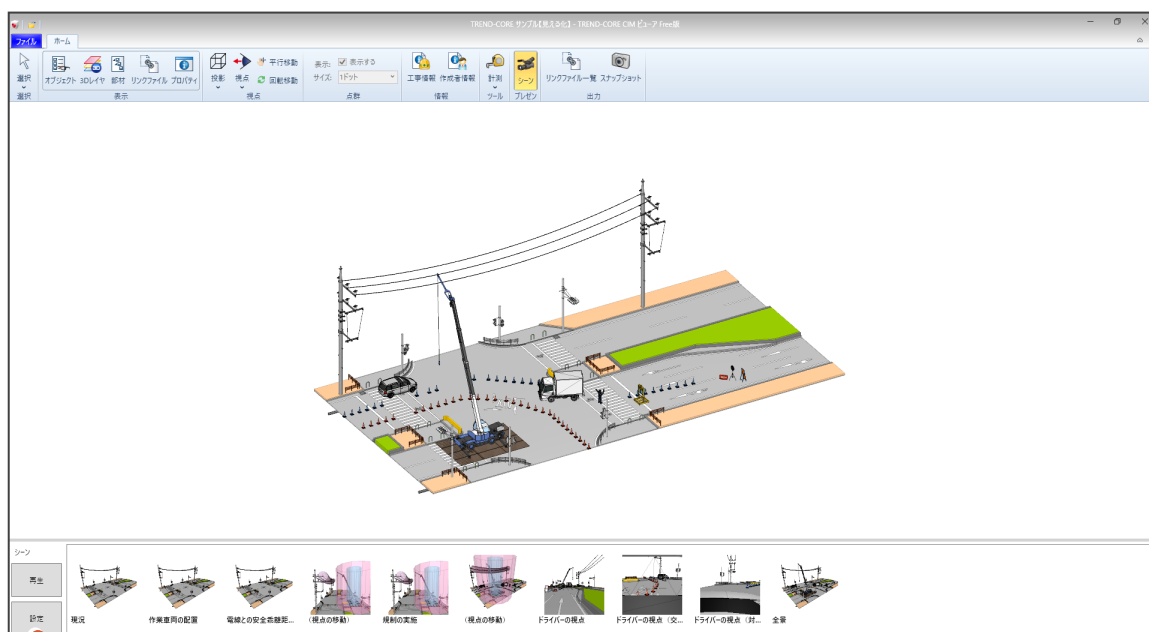 TREND-CORE サンプル【見える化】 - TREND-CORE CIM ビューア Free版
ファイル ホーム
選択 オブジェクト 3Dレイヤ 部材 リンクファイル プロパティ 投影 視点 平行移動 回転移動 表示: 表示する サイズ: 1ドット 工事情報 作成者情報 計測 シーン リンクファイル一覧 スナップショット
選択 表示 視点 点群 情報 ツール プレゼン 出力
シーン
再生
設定
現況 作業車両の配置 電線との安全乖離距... (視点の移動) 規制の実施 (視点の移動) ドライバーの視点 ドライバーの視点(交... ドライバーの視点(対... 全景